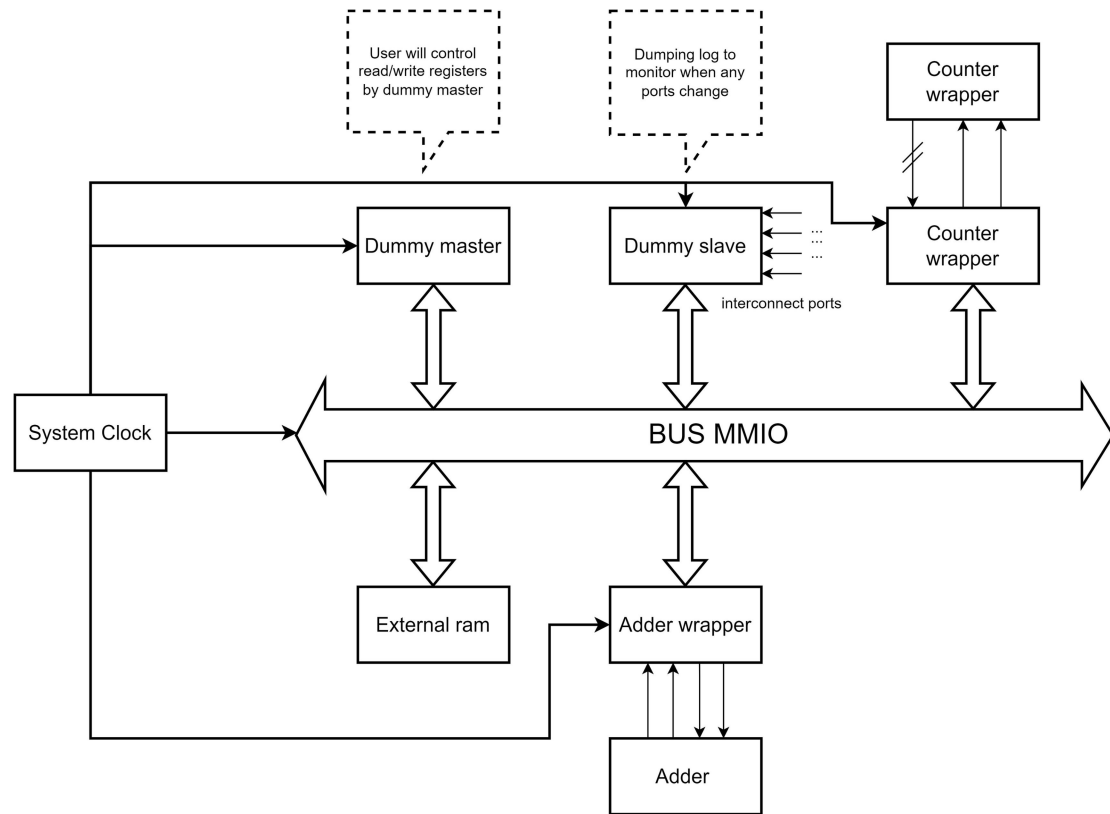 User will control
read/write registers
by dummy master
Dumping log to
monitor when any
ports change
Counter
wrapper
Dummy master
Dummy slave
...
...
...
Counter
wrapper
interconnect ports
System Clock
BUS MMIO
External ram
Adder wrapper
Adder